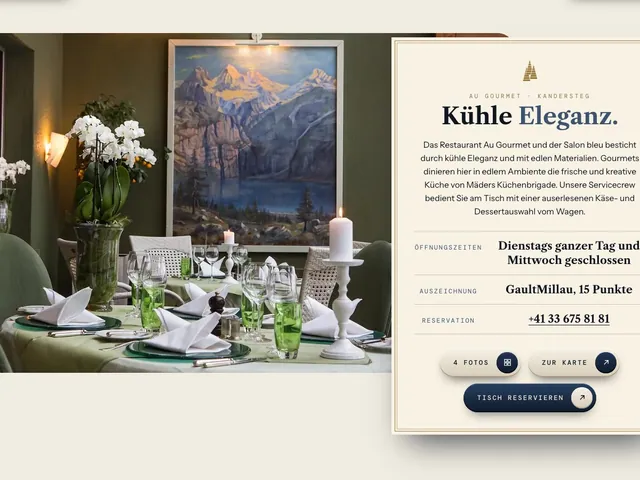 AU GOURMET · KANDERSTEG
Kühle Eleganz.
Das Restaurant Au Gourmet und der Salon bleu besticht
durch kühle Eleganz und mit edlen Materialien. Gourmets
dinieren hier in edlem Ambiente die frische und kreative
Küche von Mäders Küchenbrigade. Unsere Servicecrew
bedient Sie am Tisch mit einer auserlesenen Käse- und
Dessertauswahl vom Wagen.
ÖFFNUNGSZEITEN Dienstags ganzer Tag und
Mittwoch geschlossen
AUSZEICHNUNG GaultMillau, 15 Punkte
RESERVATION +41 33 675 81 81
4 FOTOS ZUR KARTE
TISCH RESERVIEREN